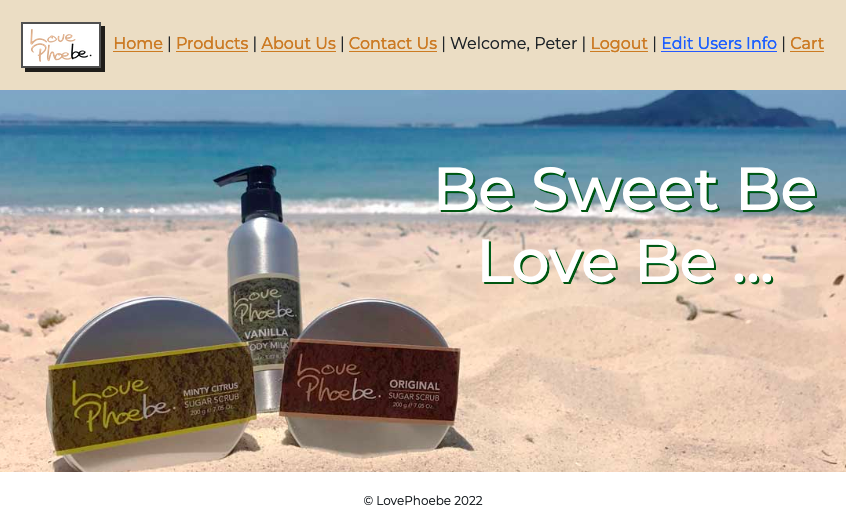 Love
Phoebe.
Home | Products | About Us | Contact Us | Welcome, Peter | Logout | Edit Users Info | Cart
Be Sweet Be
Love Be ...
Love
Phoebe.
VANILLA
BODY MILK
Love
Phoebe.
MINTY CITRUS
SUGAR SCRUB
200 g // 7.05 Oz.
Love
Phoebe.
ORIGINAL
SUGAR SCRUB
200 g // 7.05 Oz.
© LovePhoebe 2022